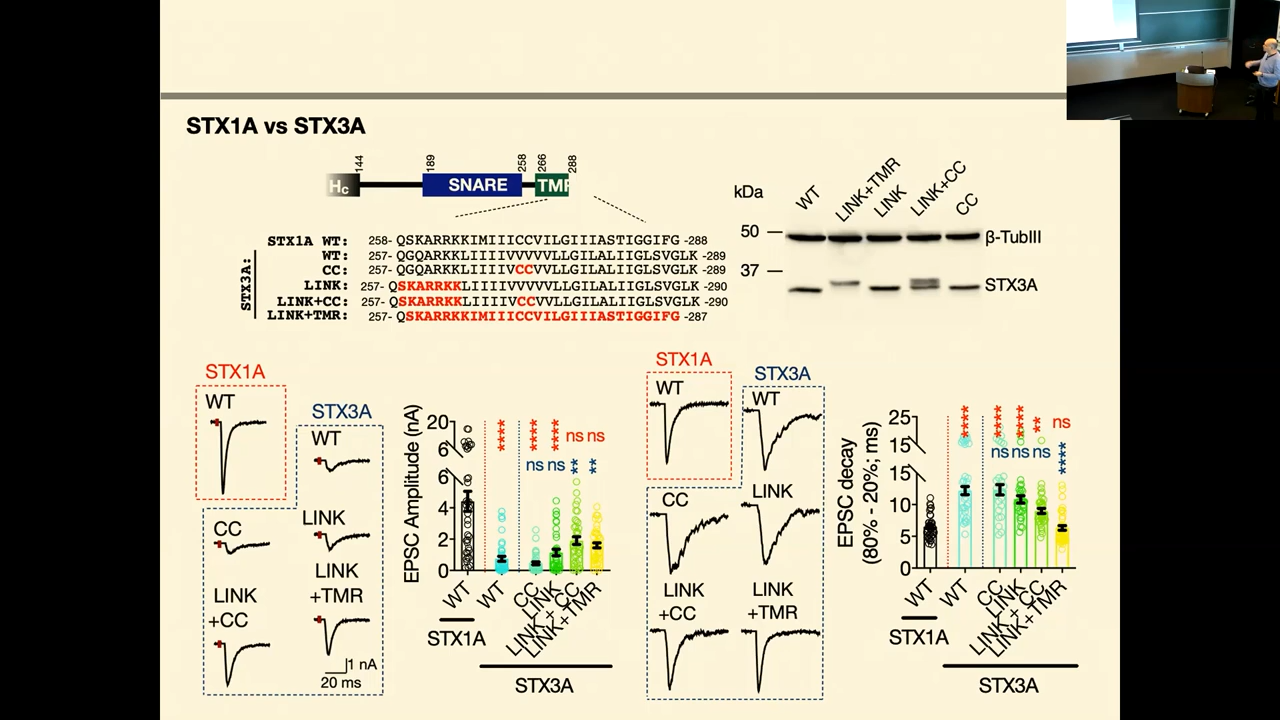 STX1A vs STX3A
144
189
258
266
288
Hc
SNARE
TMR
STX1A WT: 258- QSKARRKKIMIIICCVILGIIIASTIGGIFG -288
STX3A:
WT: 257- QGQARRKKLIIIIVVVVVLGILALIIGLSVGLK -289
CC: 257- QGQARRKKLIIIIVCCVVLGILALIIGLSVGLK -289
LINK: 257- QSKARRKKLIIIIIVVVVVLGILALIIGLSVGLK -290
LINK+CC: 257- QSKARRKKLIIIIIVCCVVLGILALIIGLSVGLK -290
LINK+TMR: 257- QSKARRKKIMIIICCVILGIIIASTIGGIFG -287
kDa
WT
LINK+TMR
LINK
LINK+CC
CC
50
β-TubIII
37
STX3A
STX1A
WT
STX3A
WT
CC
LINK
LINK
+CC
LINK
+TMR
1 nA
20 ms
EPSC Amplitude (nA)
20
6
6
4
2
0
****
****
****
ns ns
ns ns ** **
WT
WT
CC
LINK
LINK+CC
LINK+TMR
STX1A
STX3A
STX1A
WT
STX3A
WT
CC
LINK
LINK
+CC
LINK
+TMR
EPSC decay
(80% - 20%; ms)
25
15
15
10
5
0
****
****
****
**
ns
ns ns ns ****
WT
WT
CC
LINK
LINK+CC
LINK+TMR
STX1A
STX3A